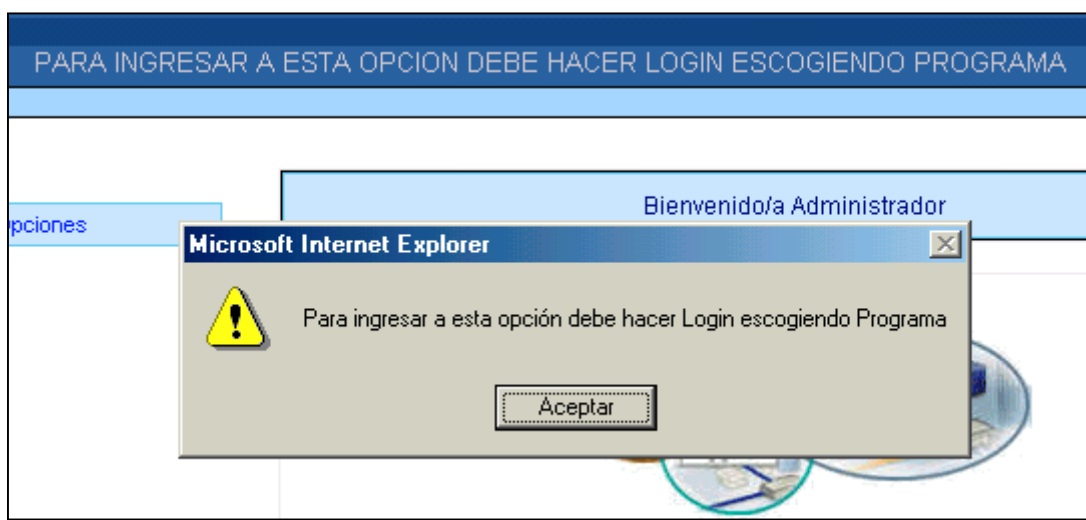 PARA INGRESAR A ESTA OPCION DEBE HACER LOGIN ESCOGIENDO PROGRAMA
Bienvenido/a Administrador
pciones
Microsoft Internet Explorer
Para ingresar a esta opción debe hacer Login escogiendo Programa
Aceptar